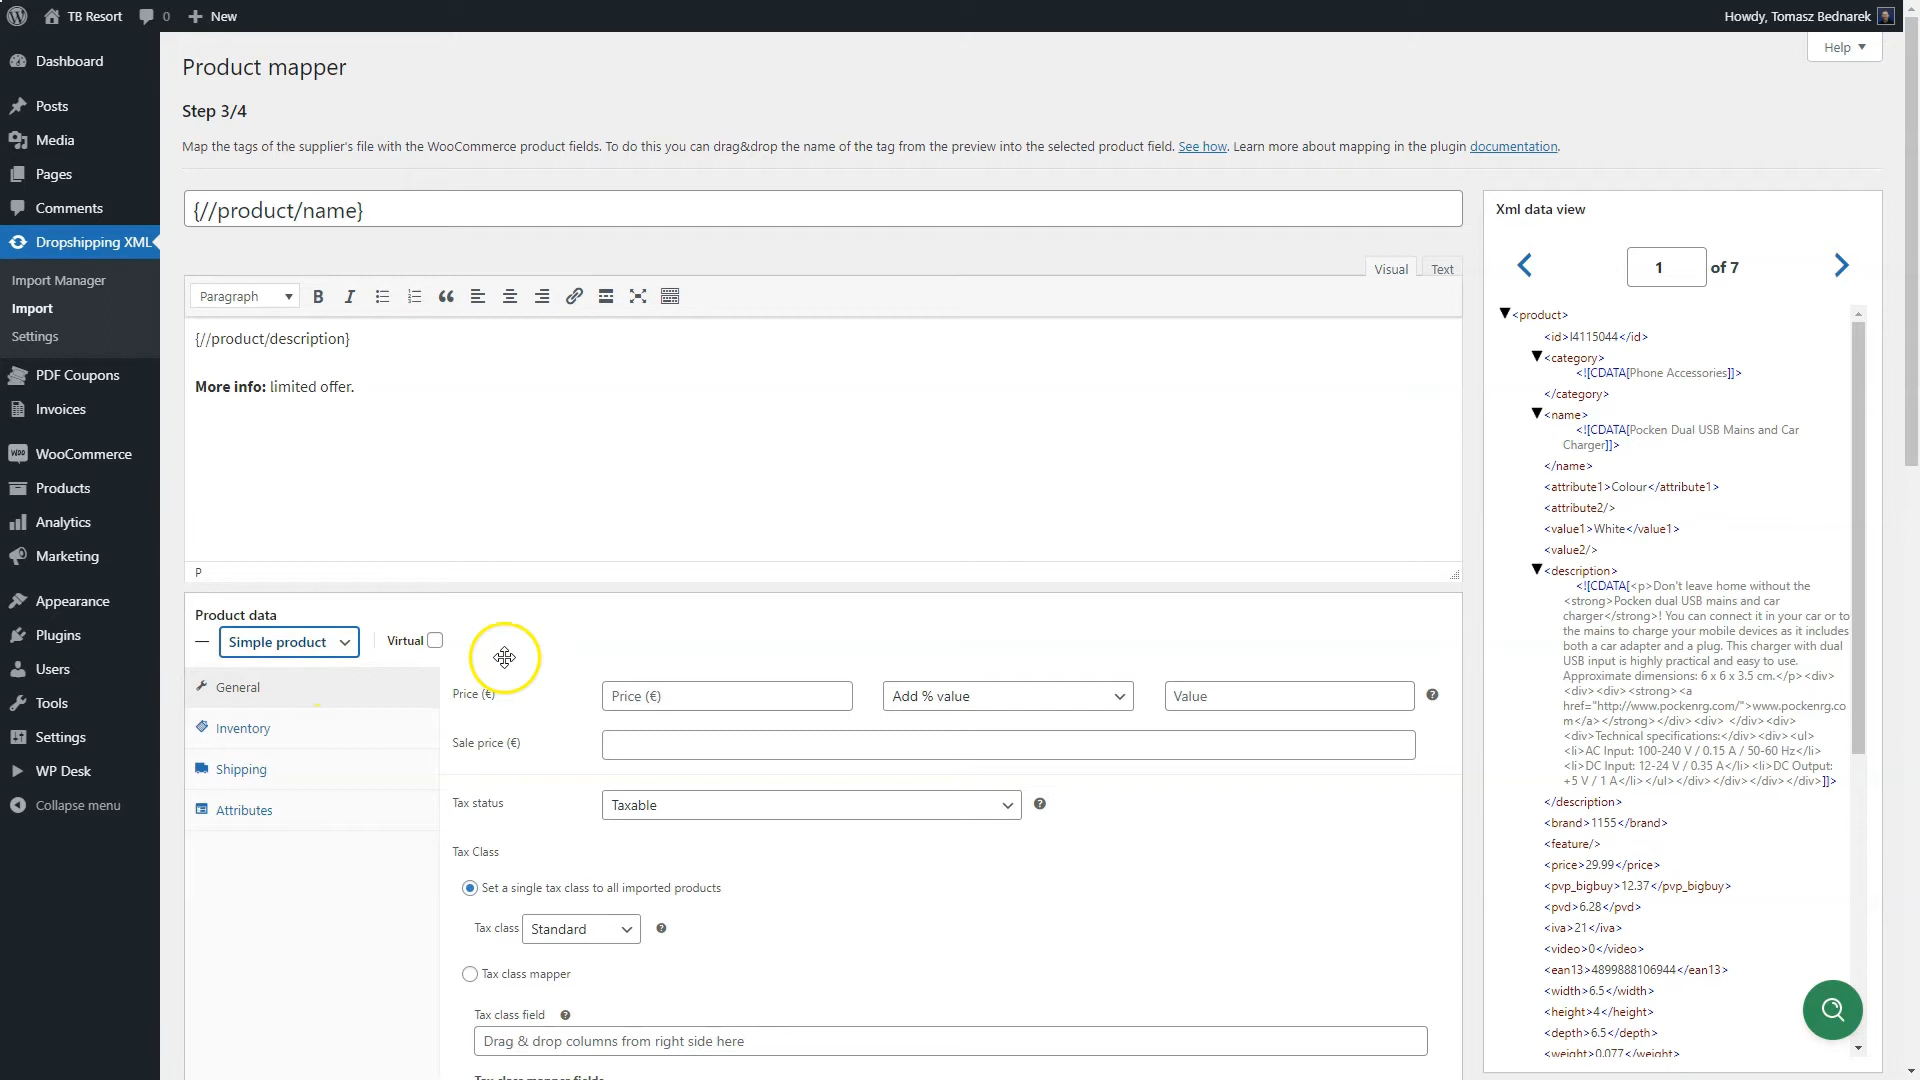 TB Resort
0
New
Howdy, Tomasz Bednarek
Help
Dashboard
Posts
Media
Pages
Comments
Dropshipping XML
Import Manager
Import
Settings
PDF Coupons
Invoices
WooCommerce
Products
Analytics
Marketing
Appearance
Plugins
Users
Tools
Settings
WP Desk
Collapse menu
Product mapper
Step 3/4
Map the tags of the supplier's file with the WooCommerce product fields. To do this you can drag&drop the name of the tag from the preview into the selected product field. See how. Learn more about mapping in the plugin documentation.
{//product/name}
Visual
Text
Paragraph
B
I
{//product/description}
More info: limited offer.
P
Product data
— Simple product
Virtual
General
Inventory
Shipping
Attributes
Price (€)
Price (€)
Add % value
Value
Sale price (€)
Tax status
Taxable
Tax Class
Set a single tax class to all imported products
Tax class
Standard
Tax class mapper
Tax class field
Drag & drop columns from right side here
Tax class mapper fields
Xml data view
1
of 7
<product>
<id>I4115044</id>
<category>
<![CDATA[Phone Accessories]]>
</category>
<name>
<![CDATA[Pocken Dual USB Mains and Car
Charger]]>
</name>
<attribute1>Colour</attribute1>
<attribute2/>
<value1>White</value1>
<value2/>
<description>
<![CDATA[<p>Don't leave home without the
<strong>Pocken dual USB mains and car
charger</strong>! You can connect it in your car or to
the mains to charge your mobile devices as it includes
both a car adapter and a plug. This charger with dual
USB input is highly practical and easy to use.
Approximate dimensions: 6 x 6 x 3.5 cm.</p><div>
<div><div><strong><a
href="http://www.pockenrg.com/">www.pockenrg.co
m</a></strong></div><div> </div><div>
<div>Technical specifications:</div><div><ul>
<li>AC Input: 100-240 V / 0.15 A / 50-60 Hz</li>
<li>DC Input: 12-24 V / 0.35 A</li><li>DC Output:
+5 V / 1 A</li></ul></div></div></div></div>]]>
</description>
<brand>1155</brand>
<feature/>
<price>29.99</price>
<pvp_bigbuy>12.37</pvp_bigbuy>
<pvd>6.28</pvd>
<iva>21</iva>
<video>0</video>
<ean13>4899888106944</ean13>
<width>6.5</width>
<height>4</height>
<depth>6.5</depth>
<weight>0.077</weight>